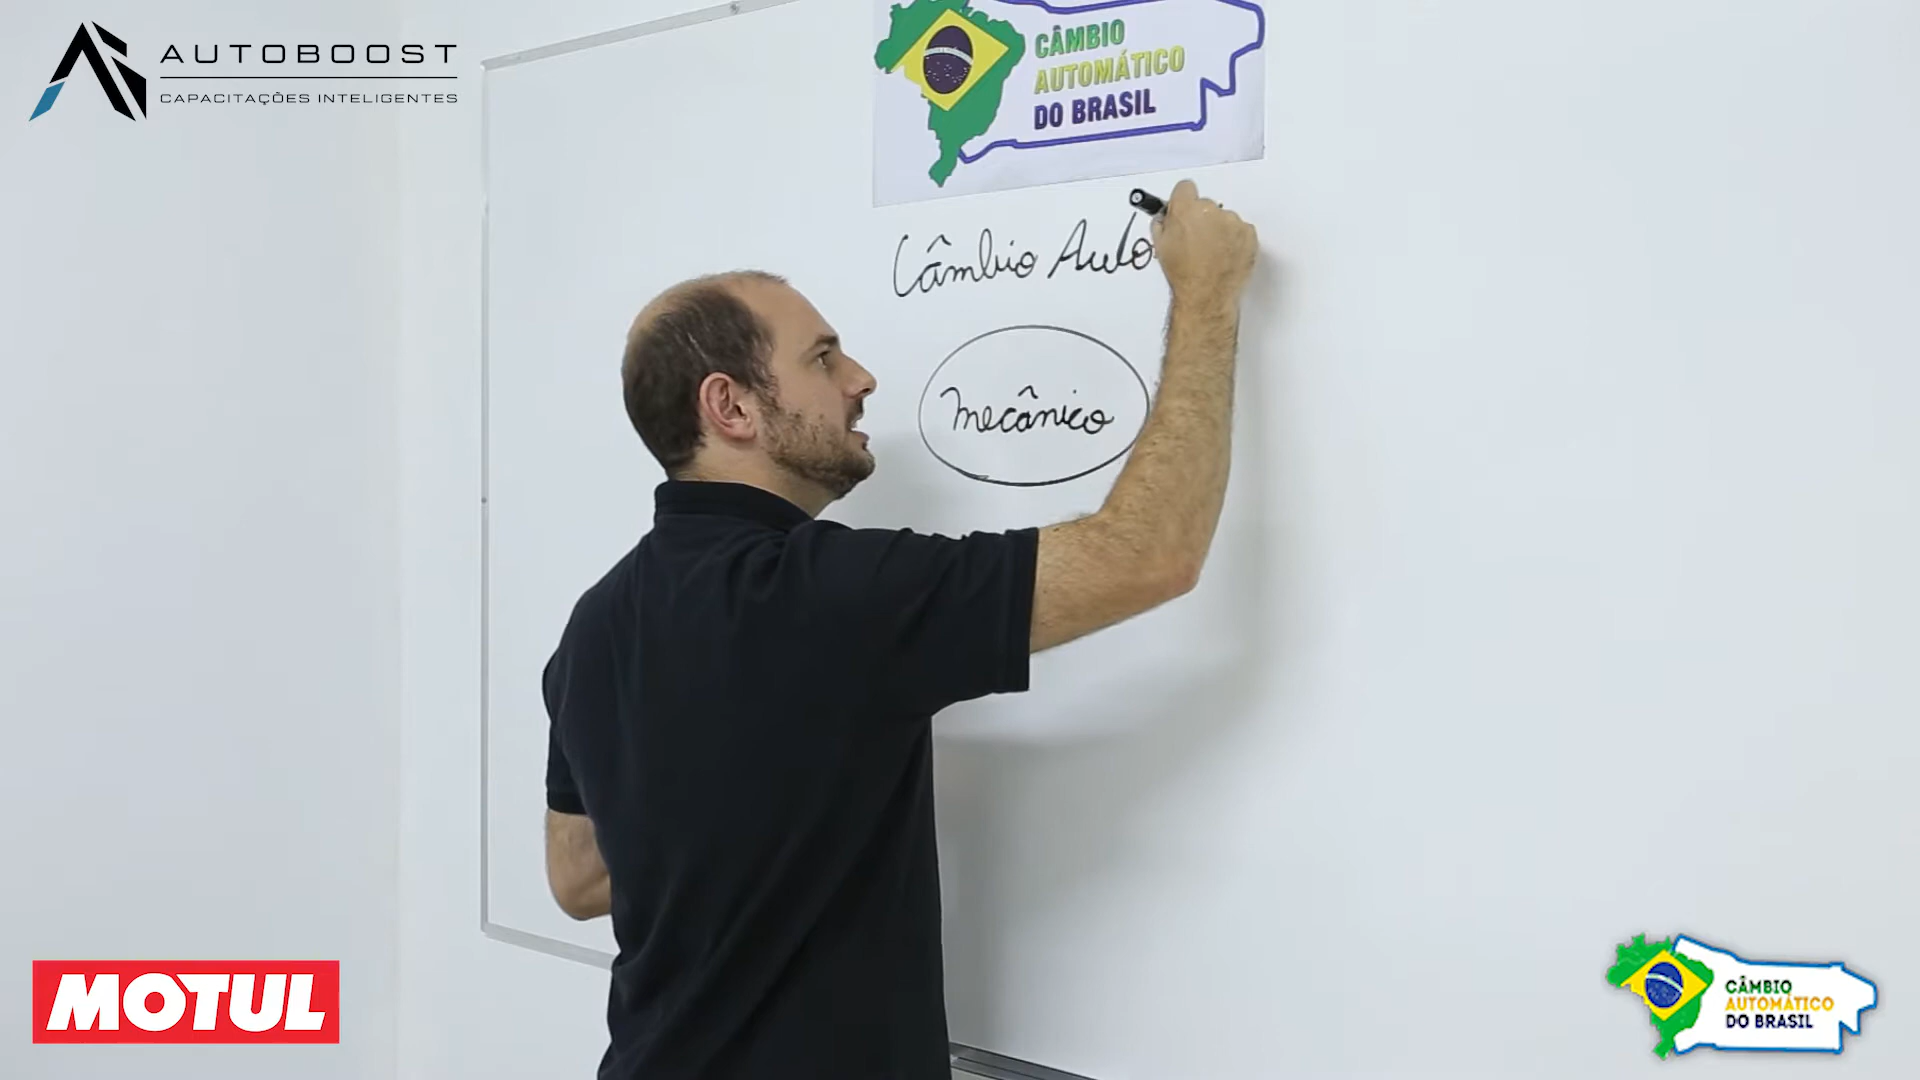 AUTOBOOST
CAPACITAÇÕES INTELIGENTES
CÂMBIO
AUTOMÁTICO
DO BRASIL
Câmbio Auto
Mecânico
MOTUL
CÂMBIO
AUTOMÁTICO
DO BRASIL